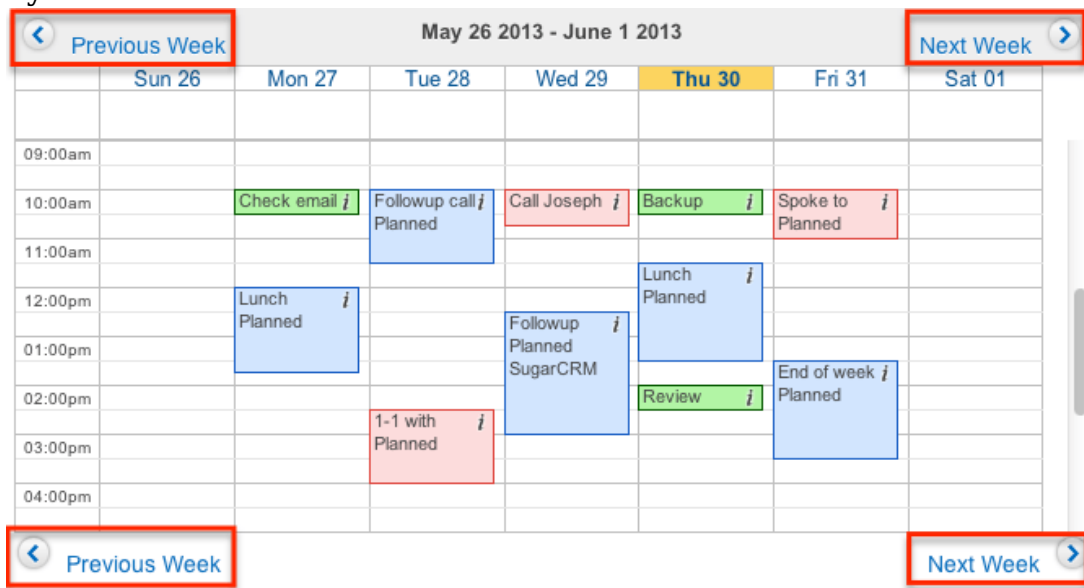 May 26 2013 - June 1 2013
Previous Week
Next Week
Sun 26 Mon 27 Tue 28 Wed 29 Thu 30 Fri 31 Sat 01
09:00am
10:00am
Check email i
Followup call i
Planned
Call Joseph i
Backup i
Spoke to i
Planned
11:00am
Lunch i
Planned
12:00pm
Lunch i
Planned
Followup i
Planned
SugarCRM
01:00pm
End of week i
Planned
02:00pm
Review i
1-1 with i
Planned
03:00pm
04:00pm
Previous Week
Next Week